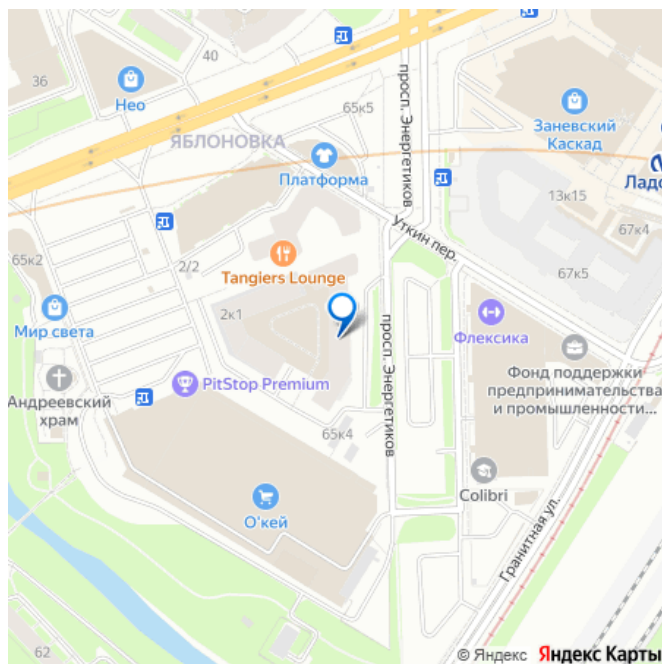 40
36
Нео
65к5
ЯБЛОНОВКА
просп. Энергетиков
Заневский
Каскад
Платформа
Ладо
13к15
67к4
Уткин пер.
65к2
2/2
Tangiers Lounge
67к5
2к1
Мир света
Флексика
просп. Энергетиков
PitStop Premium
Фонд поддержки
предпринимательства
и промышленности...
Андреевский
храм
65к4
Colibri
О'кей
Гранитная ул.
62
© Яндекс Яндекс Карты